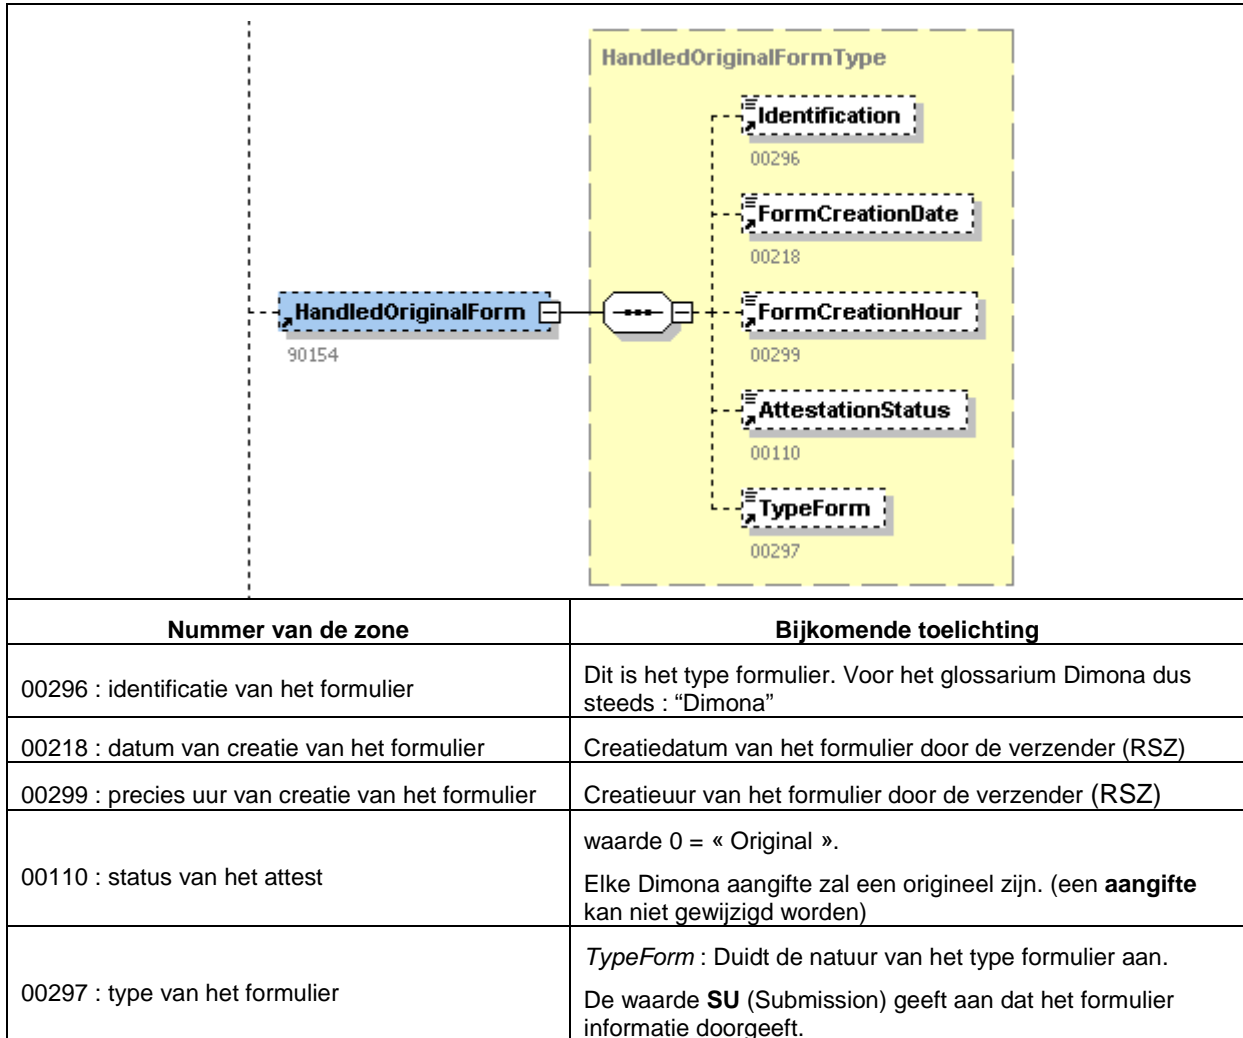 HandledOriginalFormType
Identification
00296
FormCreationDate
00218
HandledOriginalForm
90154
FormCreationHour
00299
AttestationStatus
00110
TypeForm
00297
Nummer van de zone
Bijkomende toelichting
00296 : identificatie van het formulier
Dit is het type formulier. Voor het glossarium Dimona dus
steeds : “Dimona”
00218 : datum van creatie van het formulier
Creatiedatum van het formulier door de verzender (RSZ)
00299 : precies uur van creatie van het formulier
Creatieuur van het formulier door de verzender (RSZ)
00110 : status van het attest
waarde 0 = « Original ».
Elke Dimona aangifte zal een origineel zijn. (een aangifte
kan niet gewijzigd worden)
00297 : type van het formulier
TypeForm : Duidt de natuur van het type formulier aan.
De waarde SU (Submission) geeft aan dat het formulier
informatie doorgeeft.